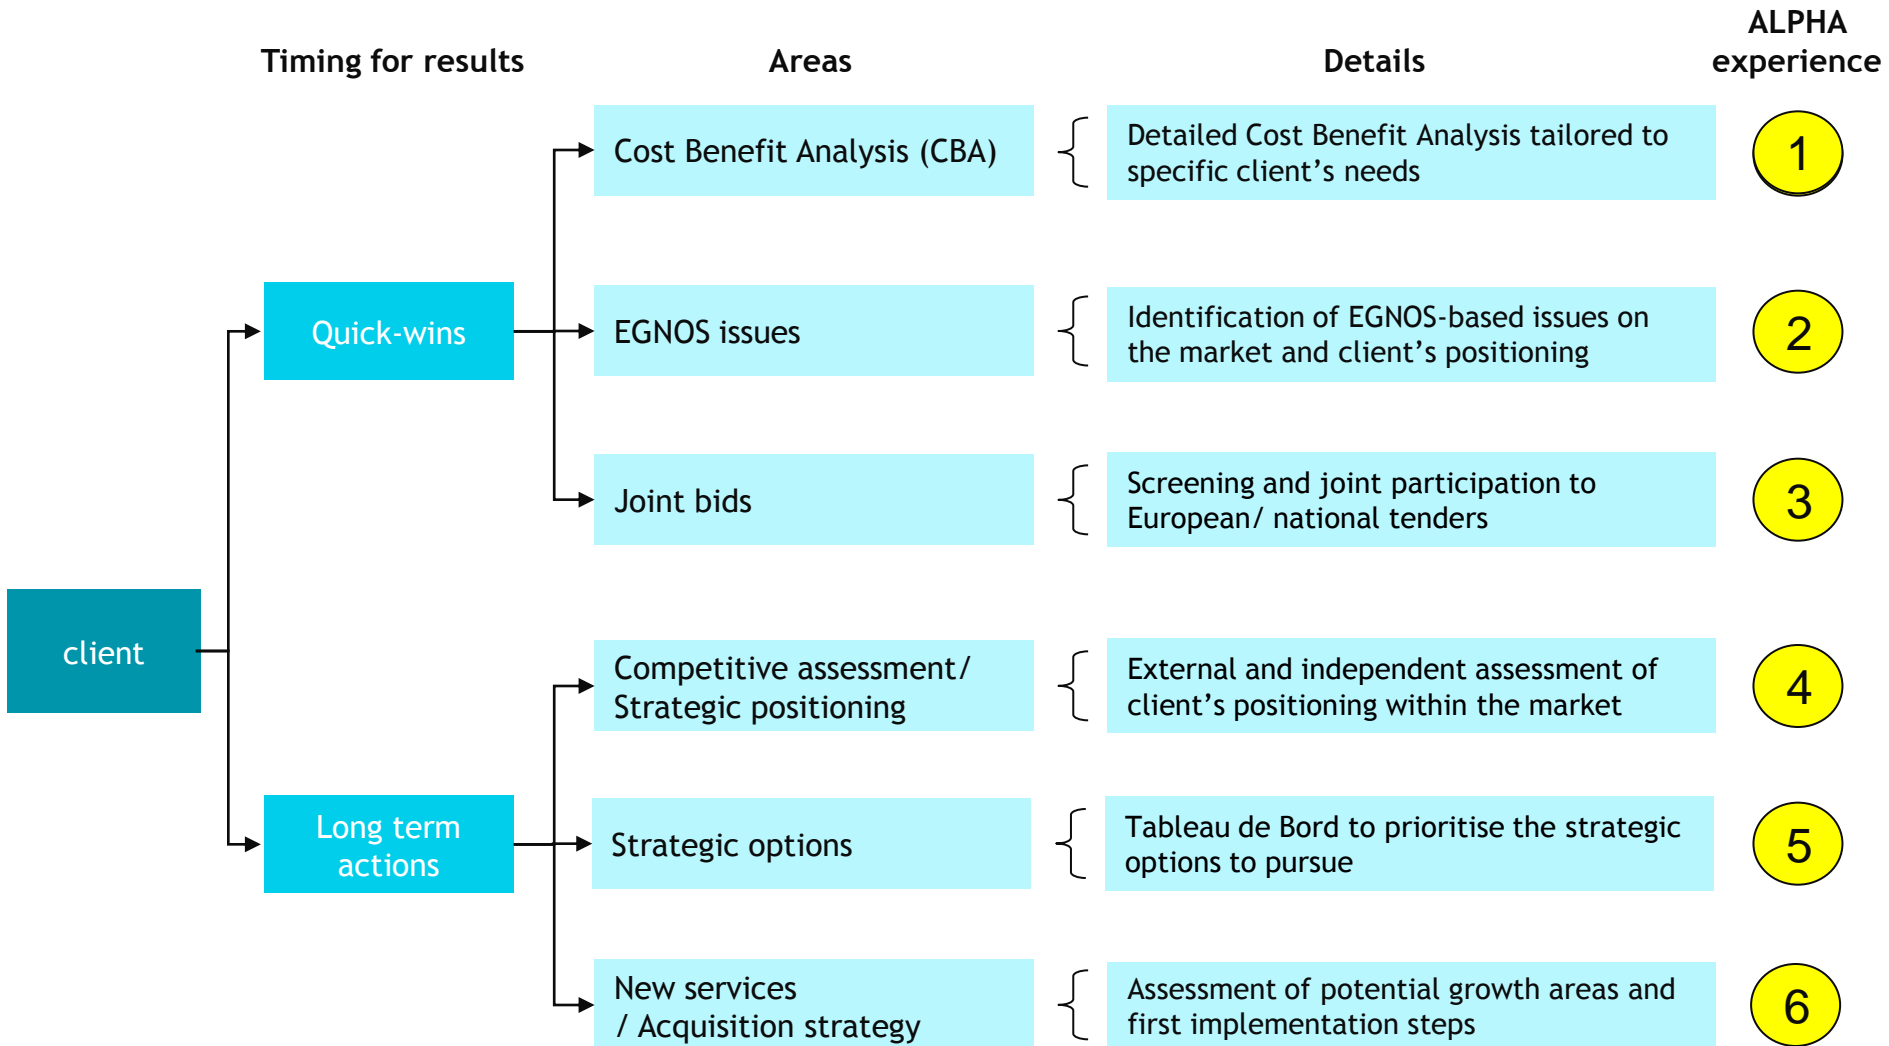 Timing for results
Areas
Details
ALPHA
experience
Cost Benefit Analysis (CBA)
Detailed Cost Benefit Analysis tailored to
specific client’s needs
1
Quick-wins
EGNOS issues
Identification of EGNOS-based issues on
the market and client’s positioning
2
Joint bids
Screening and joint participation to
European/ national tenders
3
client
Competitive assessment/
Strategic positioning
External and independent assessment of
client’s positioning within the market
4
Long term
actions
Strategic options
Tableau de Bord to prioritise the strategic
options to pursue
5
New services
/ Acquisition strategy
Assessment of potential growth areas and
first implementation steps
6